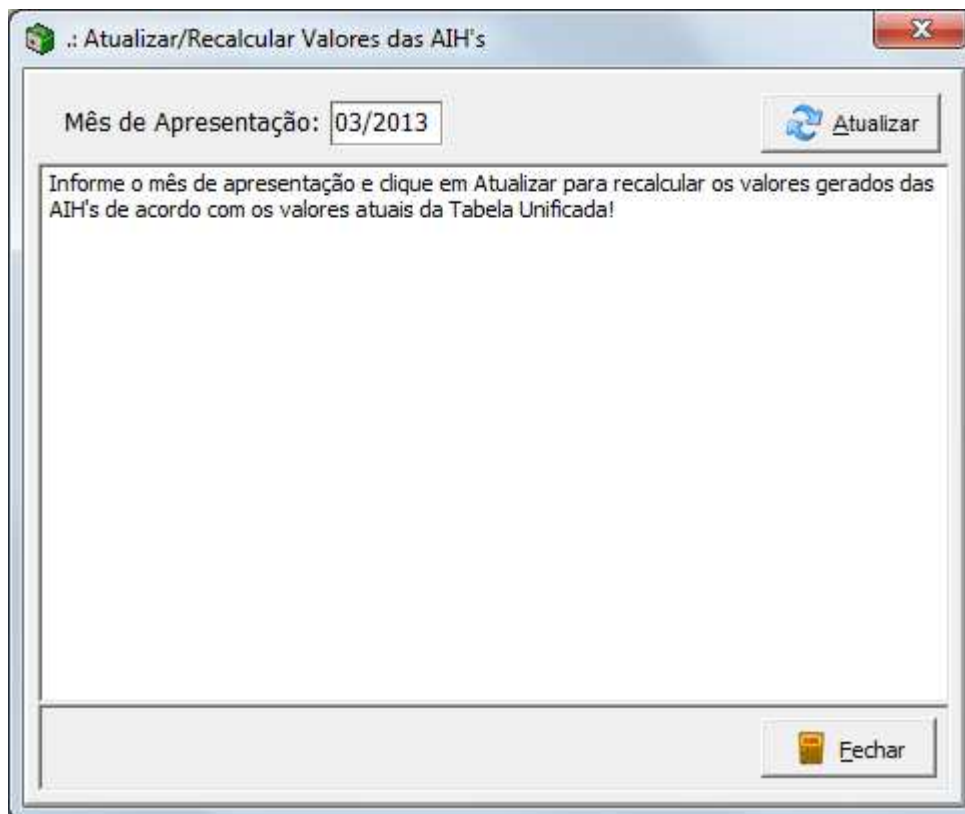 .: Atualizar/Recalcular Valores das AIH's
Mês de Apresentação: 03/2013
Atualizar
Informe o mês de apresentação e clique em Atualizar para recalcular os valores gerados das
AIH's de acordo com os valores atuais da Tabela Unificada!
Fechar